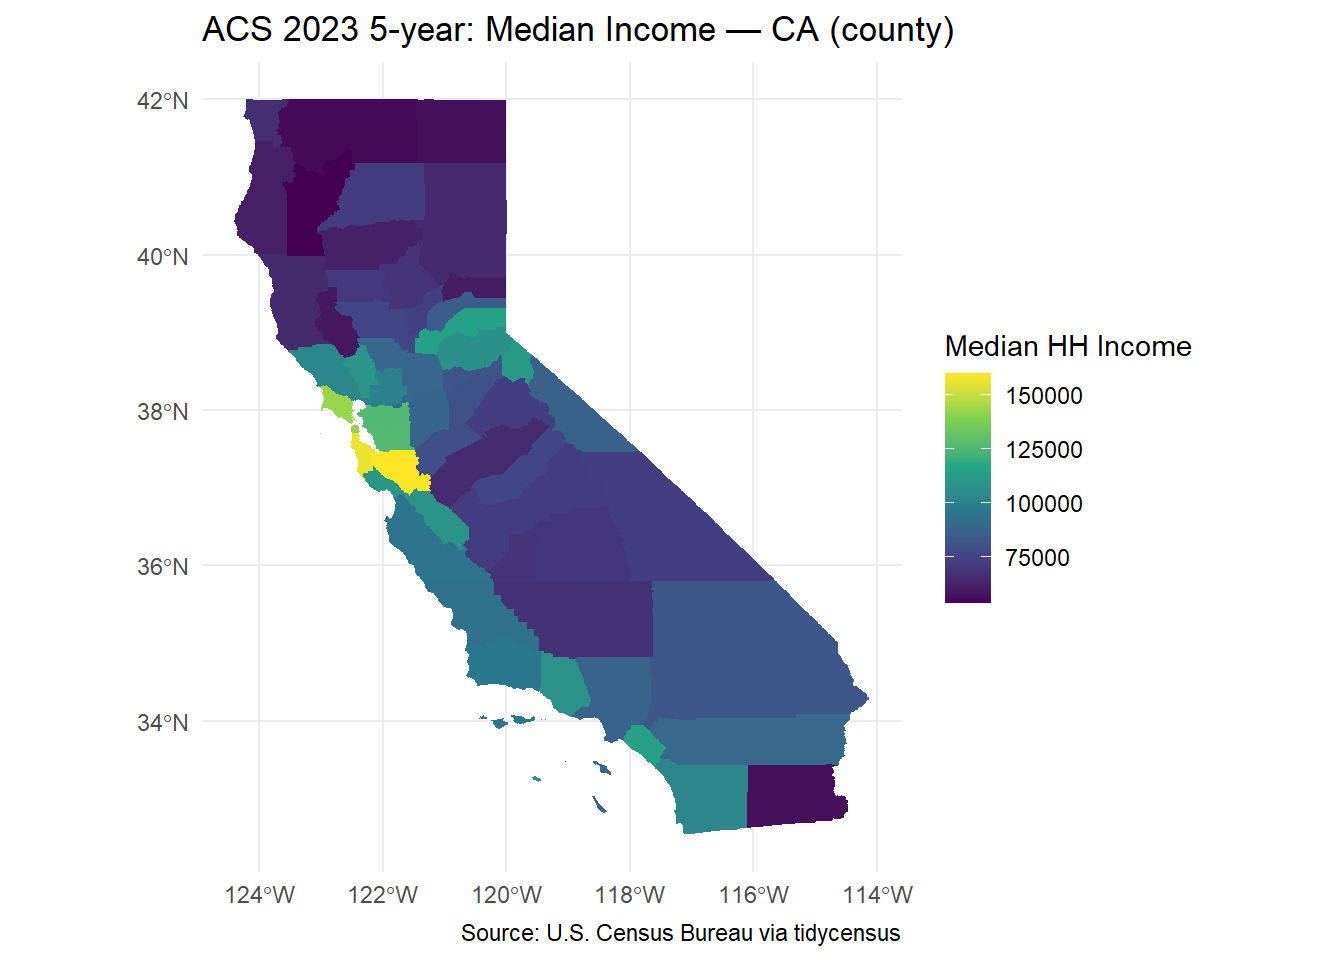 ACS 2023 5-year: Median Income — CA (county)
42°N
40°N
38°N
36°N
34°N
124°W 122°W 120°W 118°W 116°W 114°W
Median HH Income
150000
125000
100000
75000
Source: U.S. Census Bureau via tidycensus